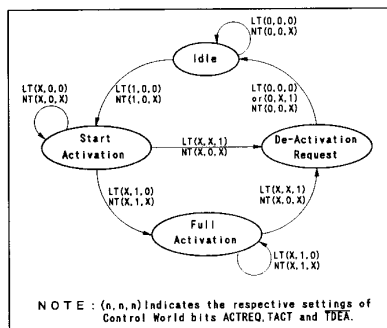 LT(0,0,0)
NT(0,0,X)
Idle
LT(X,0,0)
NT(X,0,X)
LT(1,0,0)
NT(1,0,X)
LT(0,0,0)
or(0,X,1)
NT(0,0,X)
Start
Activation
LT(X,X,1)
NT(X,0,X)
De-Activation
Request
LT(X,1,0)
NT(X,1,X)
LT(X,X,1)
NT(X,0,X)
Full
Activation
LT(X,1,0)
NT(X,1,X)
NOTE : (n,n,n) Indicates the respective settings of
Control World bits ACTREQ, TACT and TDEA.